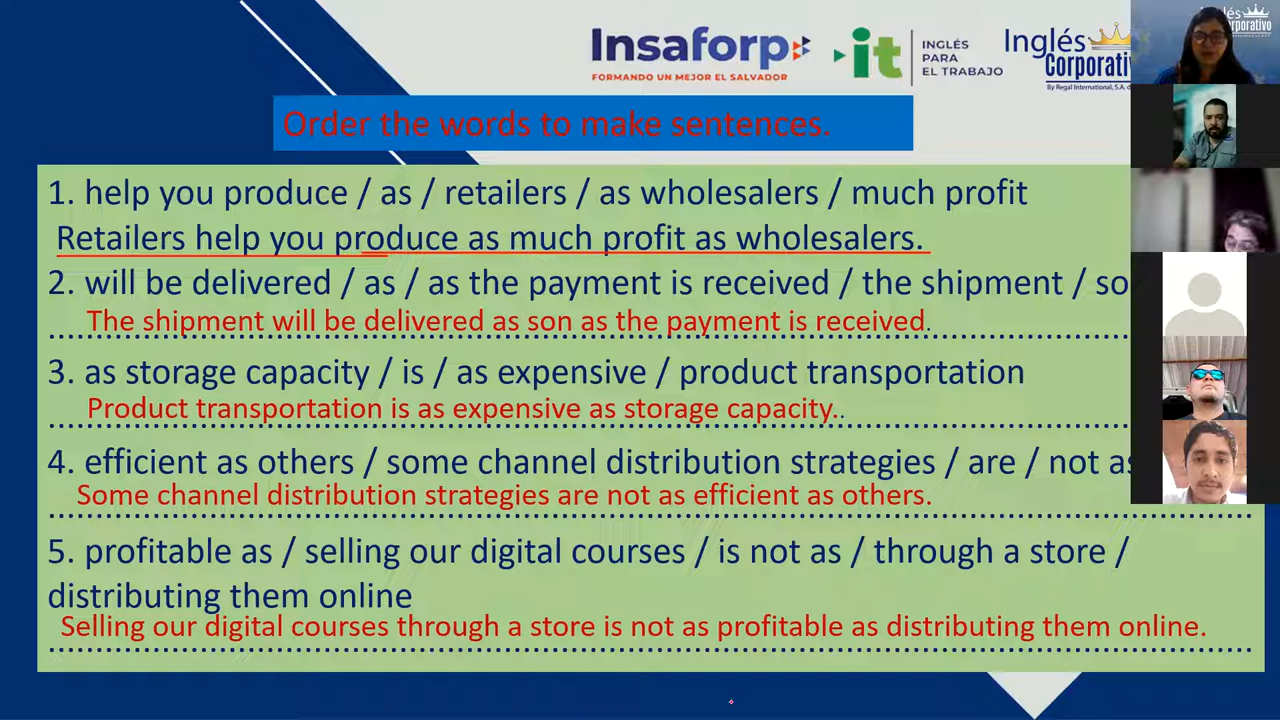 Insaforp
FORMANDO UN MEJOR EL SALVADOR
it
INGLÉS
PARA
EL TRABAJO
Inglés
Corporativ
By Regal International, S.A. d
Corporativo
Order the words to make sentences.
1. help you produce / as / retailers / as wholesalers / much profit
Retailers help you produce as much profit as wholesalers.
2. will be delivered / as / as the payment is received / the shipment / so
The shipment will be delivered as son as the payment is received.
3. as storage capacity / is / as expensive / product transportation
Product transportation is as expensive as storage capacity..
4. efficient as others / some channel distribution strategies / are / not as
Some channel distribution strategies are not as efficient as others.
5. profitable as / selling our digital courses / is not as / through a store /
distributing them online
Selling our digital courses through a store is not as profitable as distributing them online.